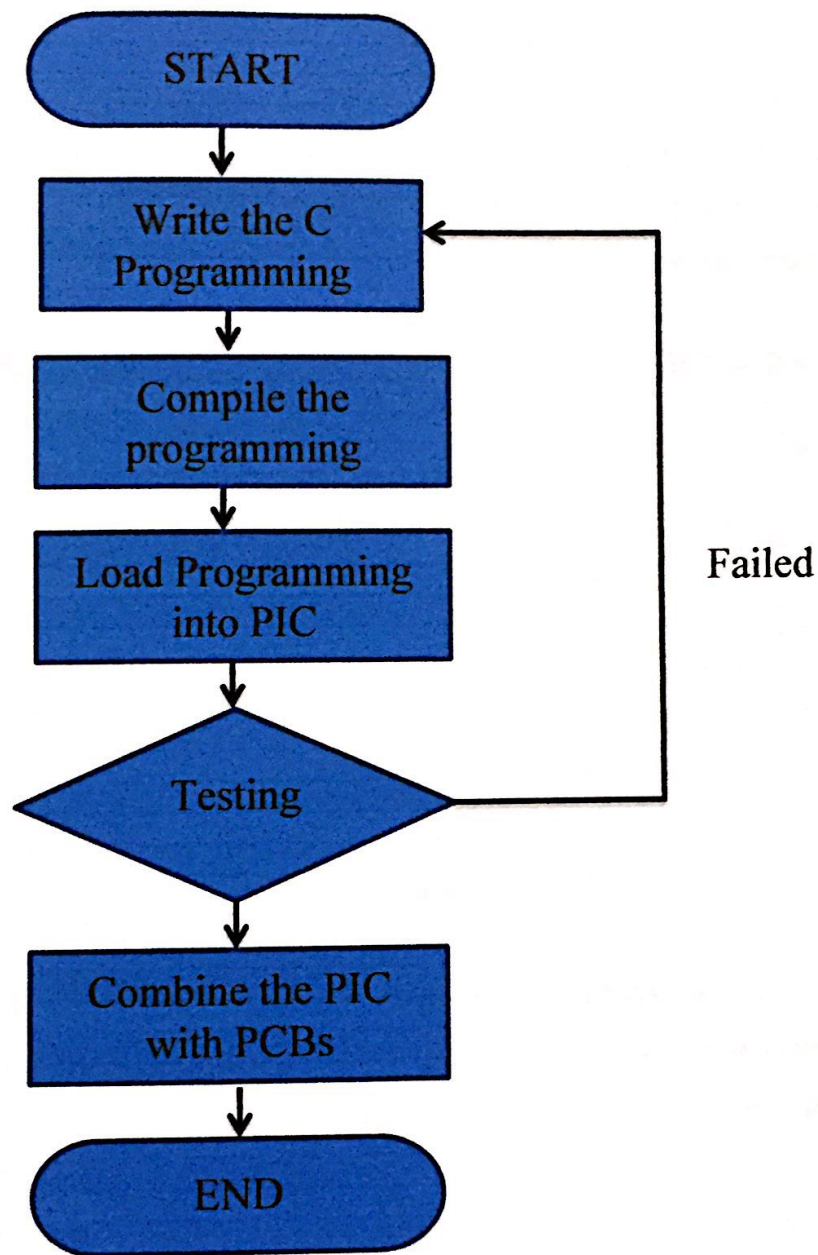 START
Write the C
Programming
Compile the
programming
Load Programming
into PIC
Failed
Testing
Combine the PIC
with PCBs
END